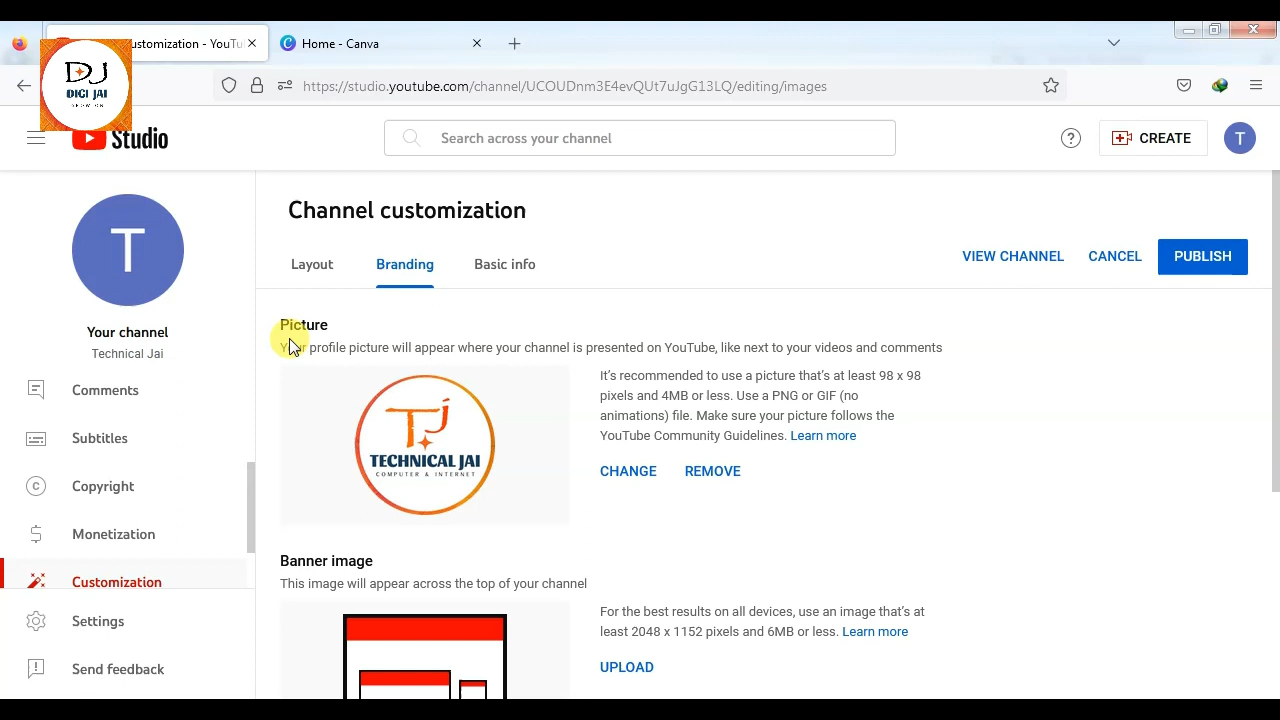 ustomization - YouTu
Home - Canva
DJ
DIGI JAI
https://studio.youtube.com/channel/UCOUDnm3E4evQUt7uJgG13LQ/editing/images
Studio
Search across your channel
CREATE
T
T
Your channel
Technical Jai
Comments
Subtitles
Copyright
Monetization
Customization
Settings
Send feedback
Channel customization
Layout
Branding
Basic info
VIEW CHANNEL
CANCEL
PUBLISH
Picture
Your profile picture will appear where your channel is presented on YouTube, like next to your videos and comments
TJ
TECHNICAL JAI
COMPUTER & INTERNET
It's recommended to use a picture that's at least 98 x 98
pixels and 4MB or less. Use a PNG or GIF (no
animations) file. Make sure your picture follows the
YouTube Community Guidelines. Learn more
CHANGE
REMOVE
Banner image
This image will appear across the top of your channel
For the best results on all devices, use an image that's at
least 2048 x 1152 pixels and 6MB or less. Learn more
UPLOAD